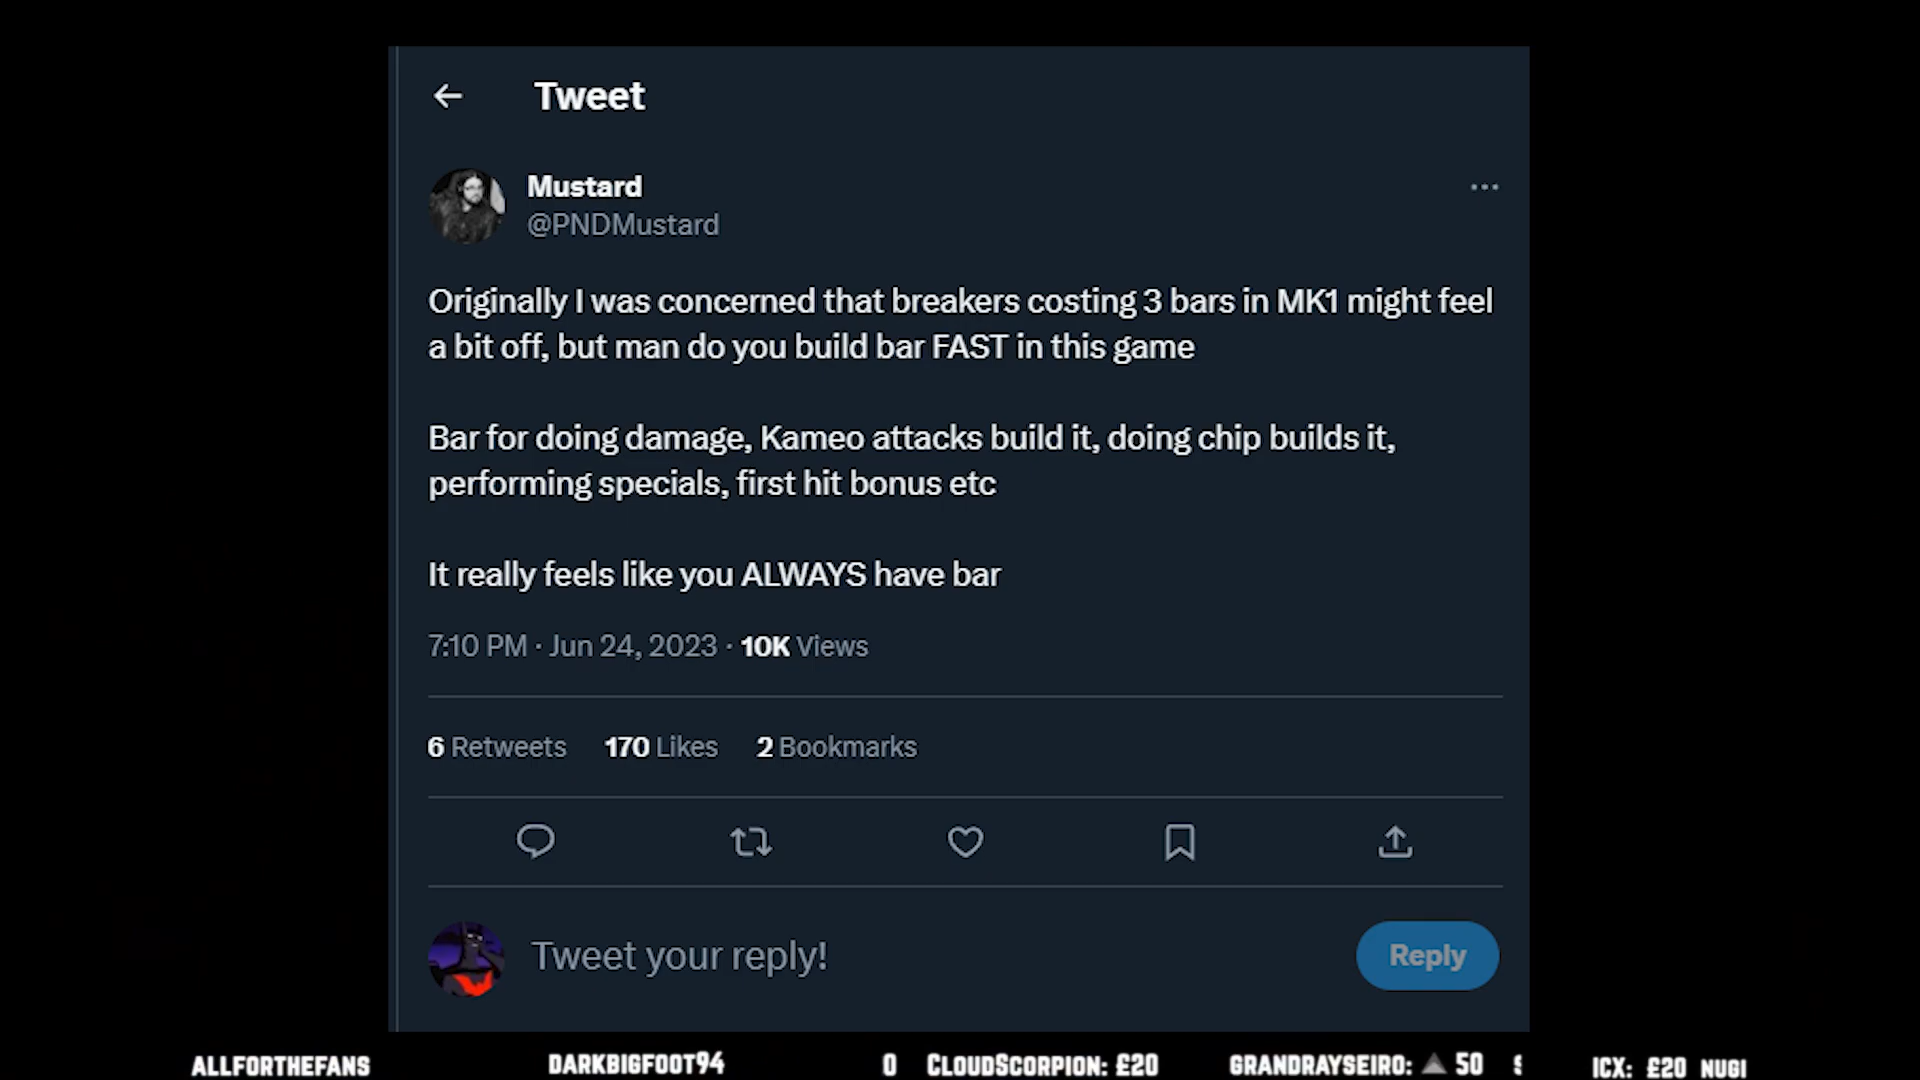 Tweet
Mustard
@PNDMustard
Originally I was concerned that breakers costing 3 bars in MK1 might feel
a bit off, but man do you build bar FAST in this game
Bar for doing damage, Kameo attacks build it, doing chip builds it,
performing specials, first hit bonus etc
It really feels like you ALWAYS have bar
7:10 PM · Jun 24, 2023 · 10K Views
6 Retweets 170 Likes 2 Bookmarks
Tweet your reply!
Reply
ALLFORTHEFANS DARKBIGFOOT94 0 CLOUDSCORPION: £20 GRANDRAYSEIRO: 50 ICX: £20 NUGI